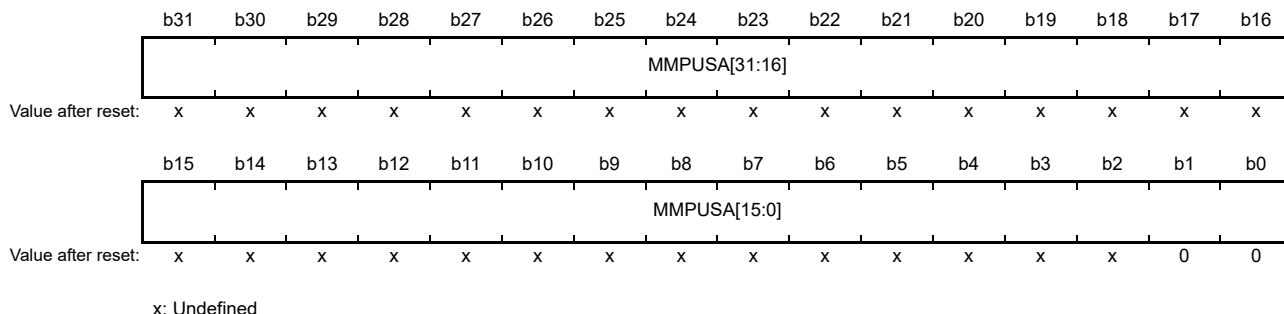 b31 b30 b29 b28 b27 b26 b25 b24 b23 b22 b21 b20 b19 b18 b17 b16
MMPUSA[31:16]
Value after reset: x x x x x x x x x x x x x x x x
b15 b14 b13 b12 b11 b10 b9 b8 b7 b6 b5 b4 b3 b2 b1 b0
MMPUSA[15:0]
Value after reset: x x x x x x x x x x x x x x 0 0
x: Undefined